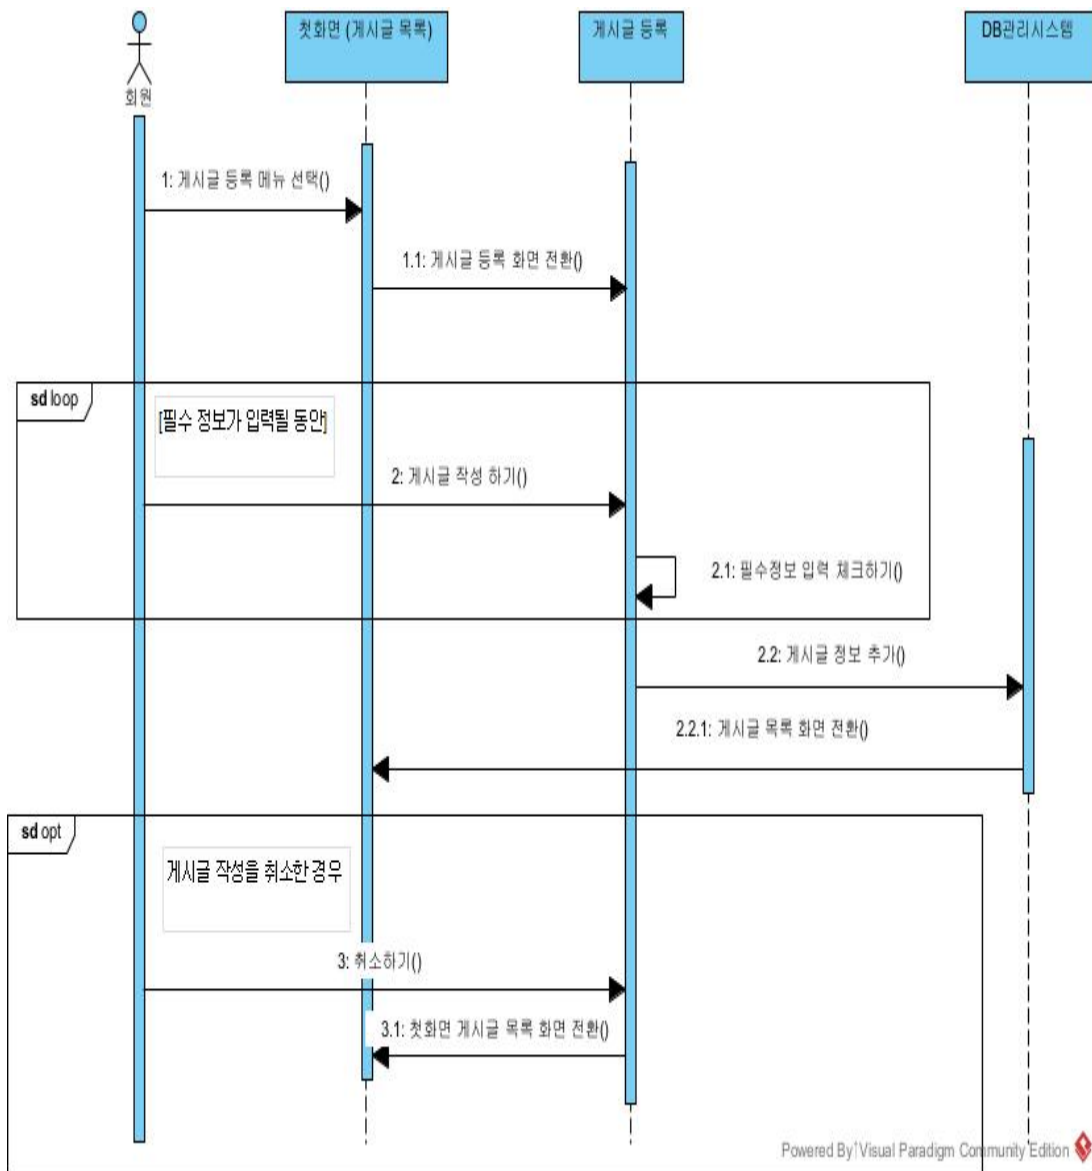 첫화면 (게시글 목록)
게시글 등록
DB관리시스템
회원
1: 게시글 등록 메뉴 선택()
1.1: 게시글 등록 화면 전환()
sd loop
[필수 정보가 입력될 동안]
2: 게시글 작성 하기()
2.1: 필수정보 입력 체크하기()
2.2: 게시글 정보 추가()
2.2.1: 게시글 목록 화면 전환()
sd opt
게시글 작성을 취소한 경우
3: 취소하기()
3.1: 첫화면 게시글 목록 화면 전환()
Powered By Visual Paradigm Community Edition